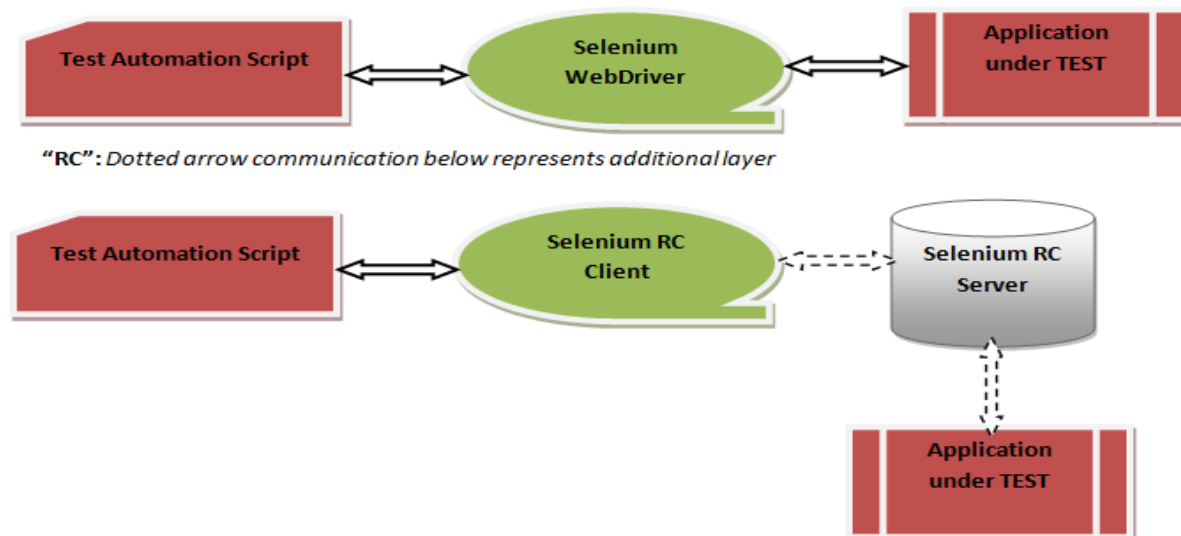 Test Automation Script
Selenium
WebDriver
Application
under TEST
“RC”: Dotted arrow communication below represents additional layer
Test Automation Script
Selenium RC
Client
Selenium RC
Server
Application
under TEST